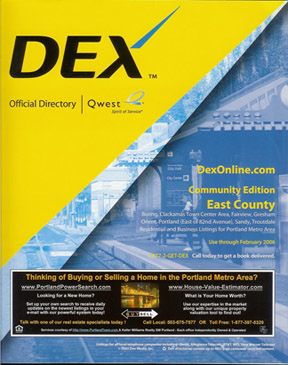 DEX™
Official Directory | Qwest
Spirit of Service
DexOnline.com
Community Edition
East County
Boring, Clackamas Town Center Area, Fairview, Gresham
Orient, Portland (East of 82nd Avenue), Sandy, Troutdale
Residential and Business Listings for Portland Metro Area
Use through February 2006
1-877-2-GET-DEX Call today to get a book delivered.
Thinking of Buying or Selling a Home in the Portland Metro Area?
www.PortlandPowerSearch.com
www.House-Value-Estimator.com
Looking for a New Home?
What is Your Home Worth?
Set up your own search to receive daily
updates on the newest listings in your
e-mail with our powerful system today!
Use our experience in the market
along with our unique property
valuation tool to find out!
Talk with one of our real estate specialists today !
Call Local: 503-675-7877 OR Toll Free: 1-877-397-0329